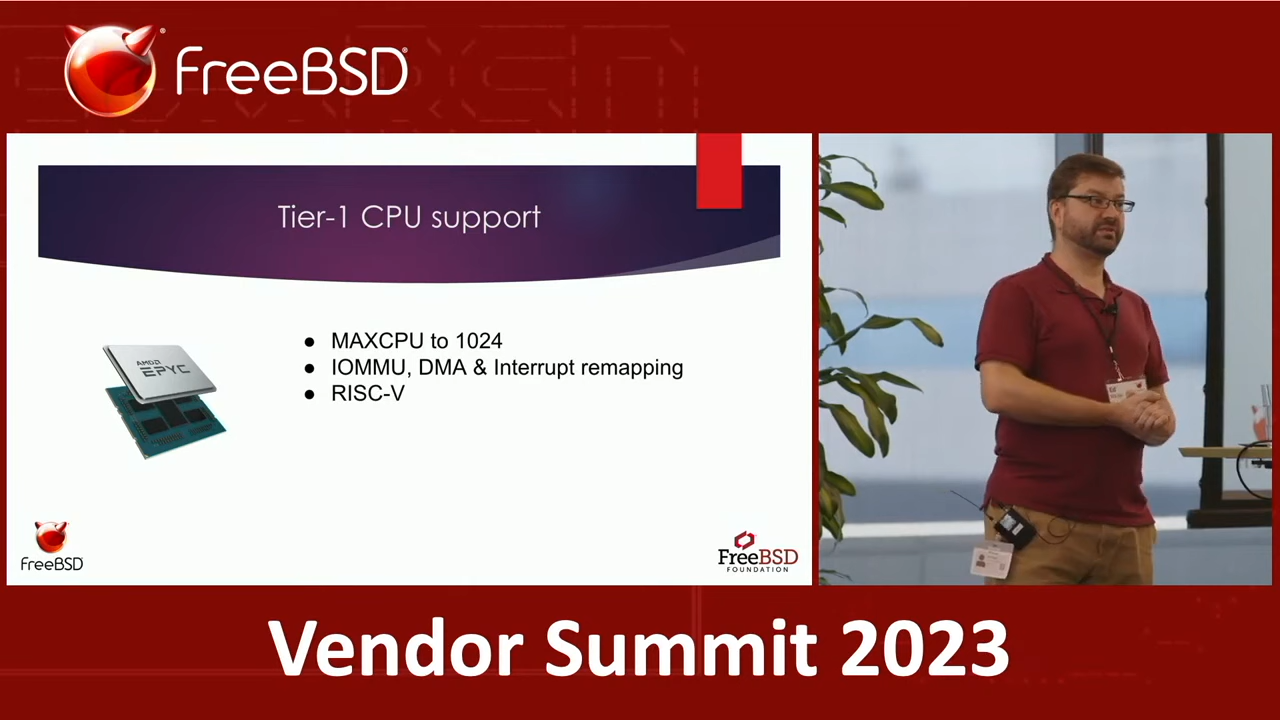 FreeBSD®
Tier-1 CPU support
AMD
EPYC
● MAXCPU to 1024
● IOMMU, DMA & Interrupt remapping
● RISC-V
FreeBSD
FreeBSD
FOUNDATION
Vendor Summit 2023